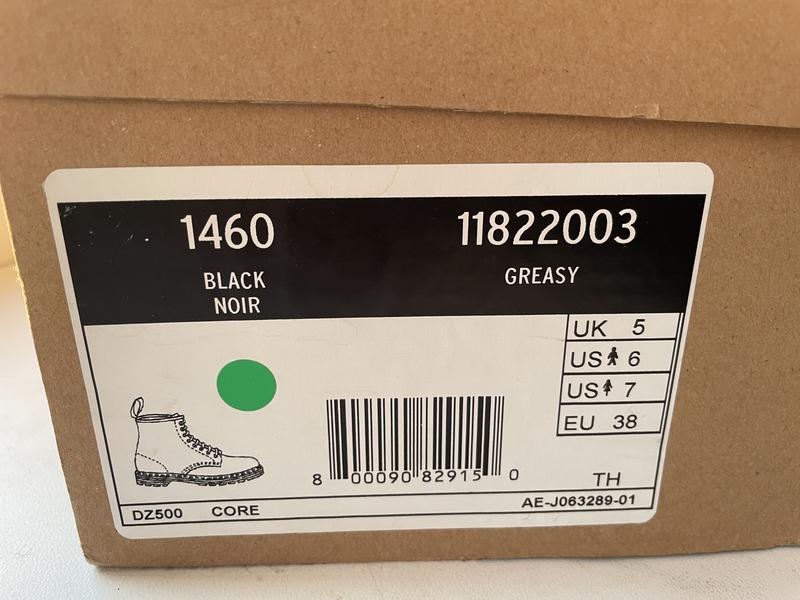 1460
11822003
BLACK
NOIR
GREASY
UK 5
US 6
US 7
EU 38
8 00090 82915 0
TH
DZ500 CORE
AE-J063289-01